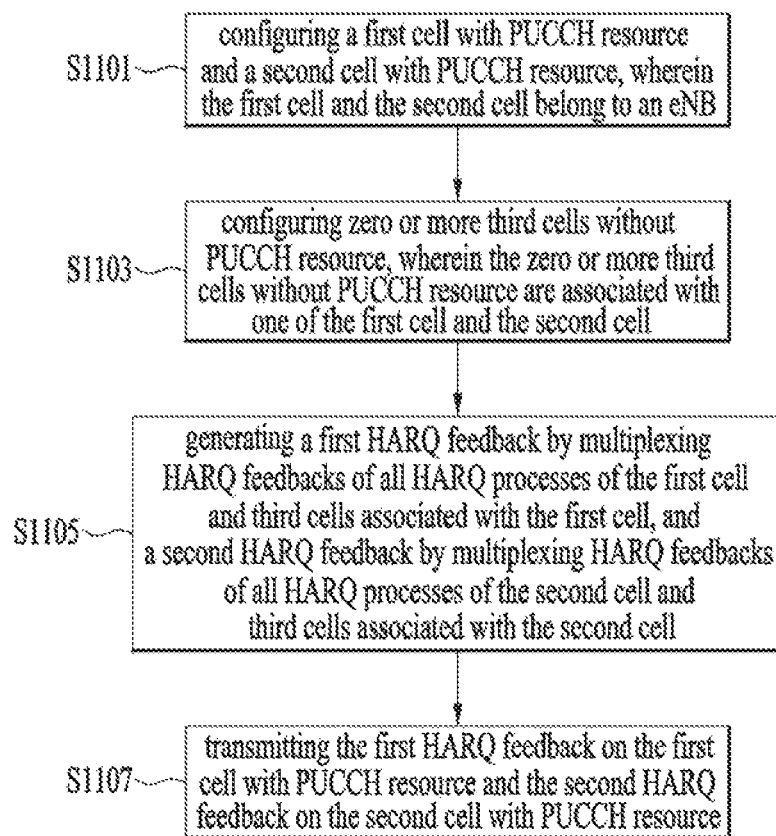 S1101
configuring a first cell with PUCCH resource
and a second cell with PUCCH resource, wherein
the first cell and the second cell belong to an eNB
S1103
configuring zero or more third cells without
PUCCH resource, wherein the zero or more third
cells without PUCCH resource are associated with
one of the first cell and the second cell
S1105
generating a first HARQ feedback by multiplexing
HARQ feedbacks of all HARQ processes of the first cell
and third cells associated with the first cell, and
a second HARQ feedback by multiplexing HARQ feedbacks
of all HARQ processes of the second cell and
third cells associated with the second cell
S1107
transmitting the first HARQ feedback on the first
cell with PUCCH resource and the second HARQ
feedback on the second cell with PUCCH resource